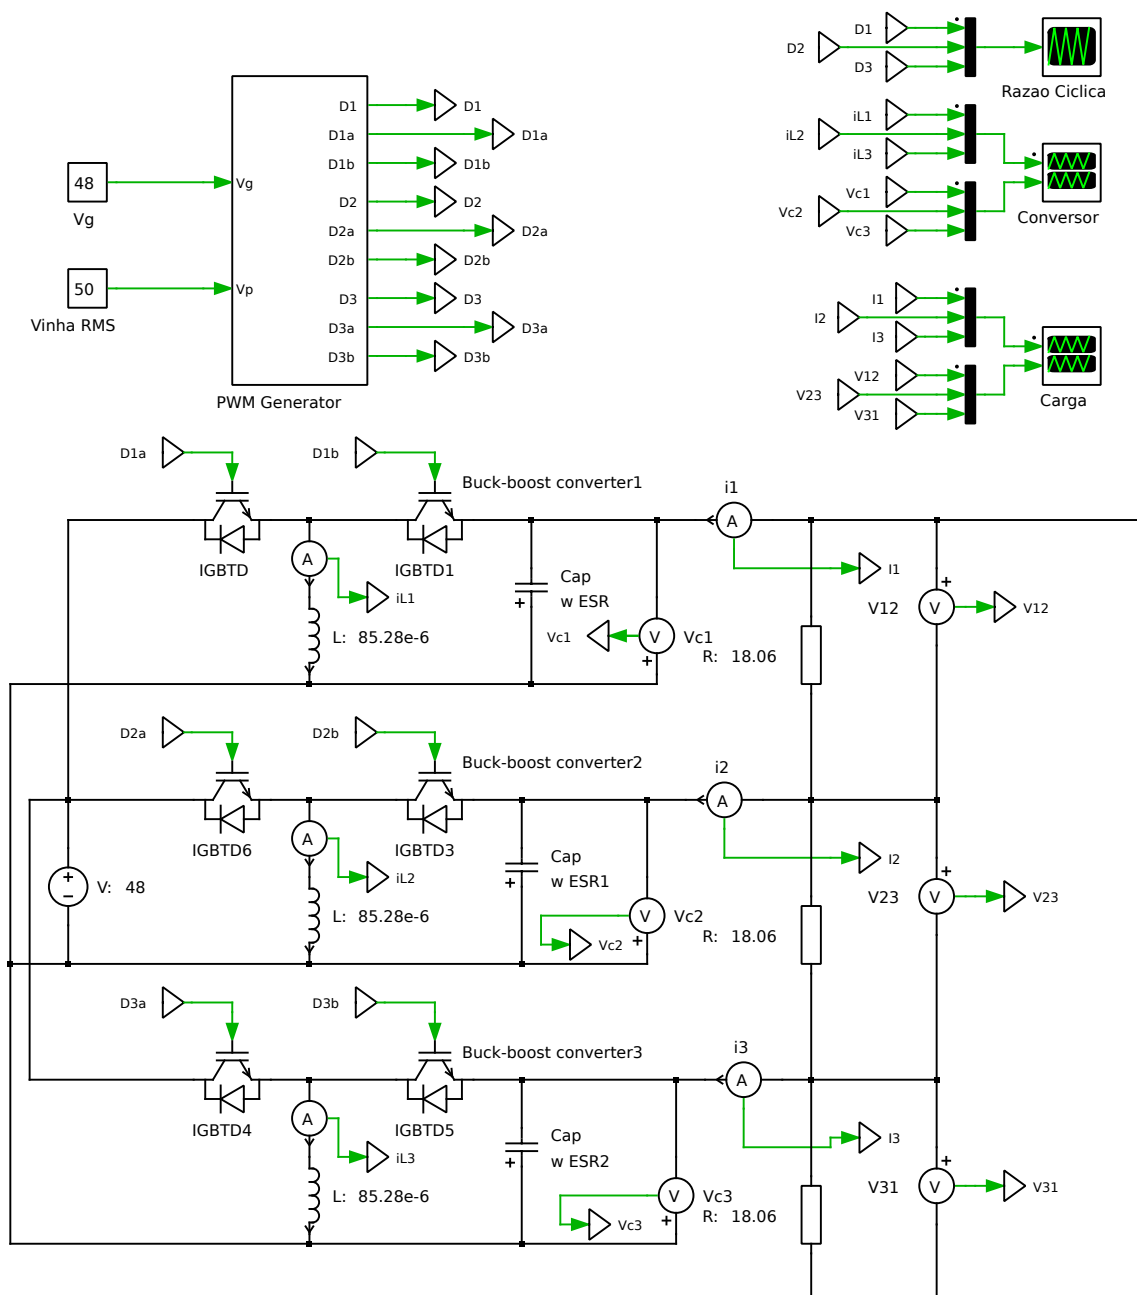 D1
D2
D3
Razao Ciclica
iL1
iL2
iL3
Vc1
Vc2
Vc3
Conversor
I1
I2
I3
V12
V23
V31
Carga
48
Vg
50
Vinha RMS
Vg
Vp
D1
D1a
D1b
D2
D2a
D2b
D3
D3a
D3b
PWM Generator
D1
D1a
D1b
D2
D2a
D2b
D3
D3a
D3b
D1a
D1b
Buck-boost converter1
i1
A
IGBTD
IGBTD1
A
iL1
Cap
w ESR
I1
V12
V
+
V12
L: 85.28e-6
+
Vc1
V
Vc1
+
R: 18.06
D2a
D2b
Buck-boost converter2
i2
A
IGBTD6
IGBTD3
A
iL2
Cap
w ESR1
I2
V: 48
+
L: 85.28e-6
+
V23
V
+
V23
Vc2
V
Vc2
+
R: 18.06
D3a
D3b
Buck-boost converter3
i3
A
IGBTD4
IGBTD5
A
iL3
Cap
w ESR2
I3
L: 85.28e-6
+
V31
V
+
V31
Vc3
V
Vc3
+
R: 18.06